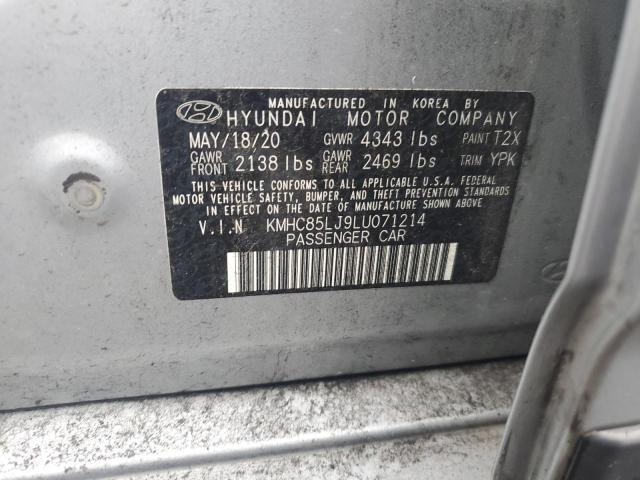 MANUFACTURED IN KOREA BY
HYUNDAI MOTOR COMPANY
MAY/18/20 GVWR 4343 lbs PAINT T2X
GAWR FRONT 2138 lbs GAWR REAR 2469 lbs TRIM YPK
THIS VEHICLE CONFORMS TO ALL APPLICABLE U.S.A. FEDERAL
MOTOR VEHICLE SAFETY, BUMPER, AND THEFT PREVENTION STANDARDS
IN EFFECT ON THE DATE OF MANUFACTURE SHOWN ABOVE.
V.I.N KMHC85LJ9LU071214
PASSENGER CAR